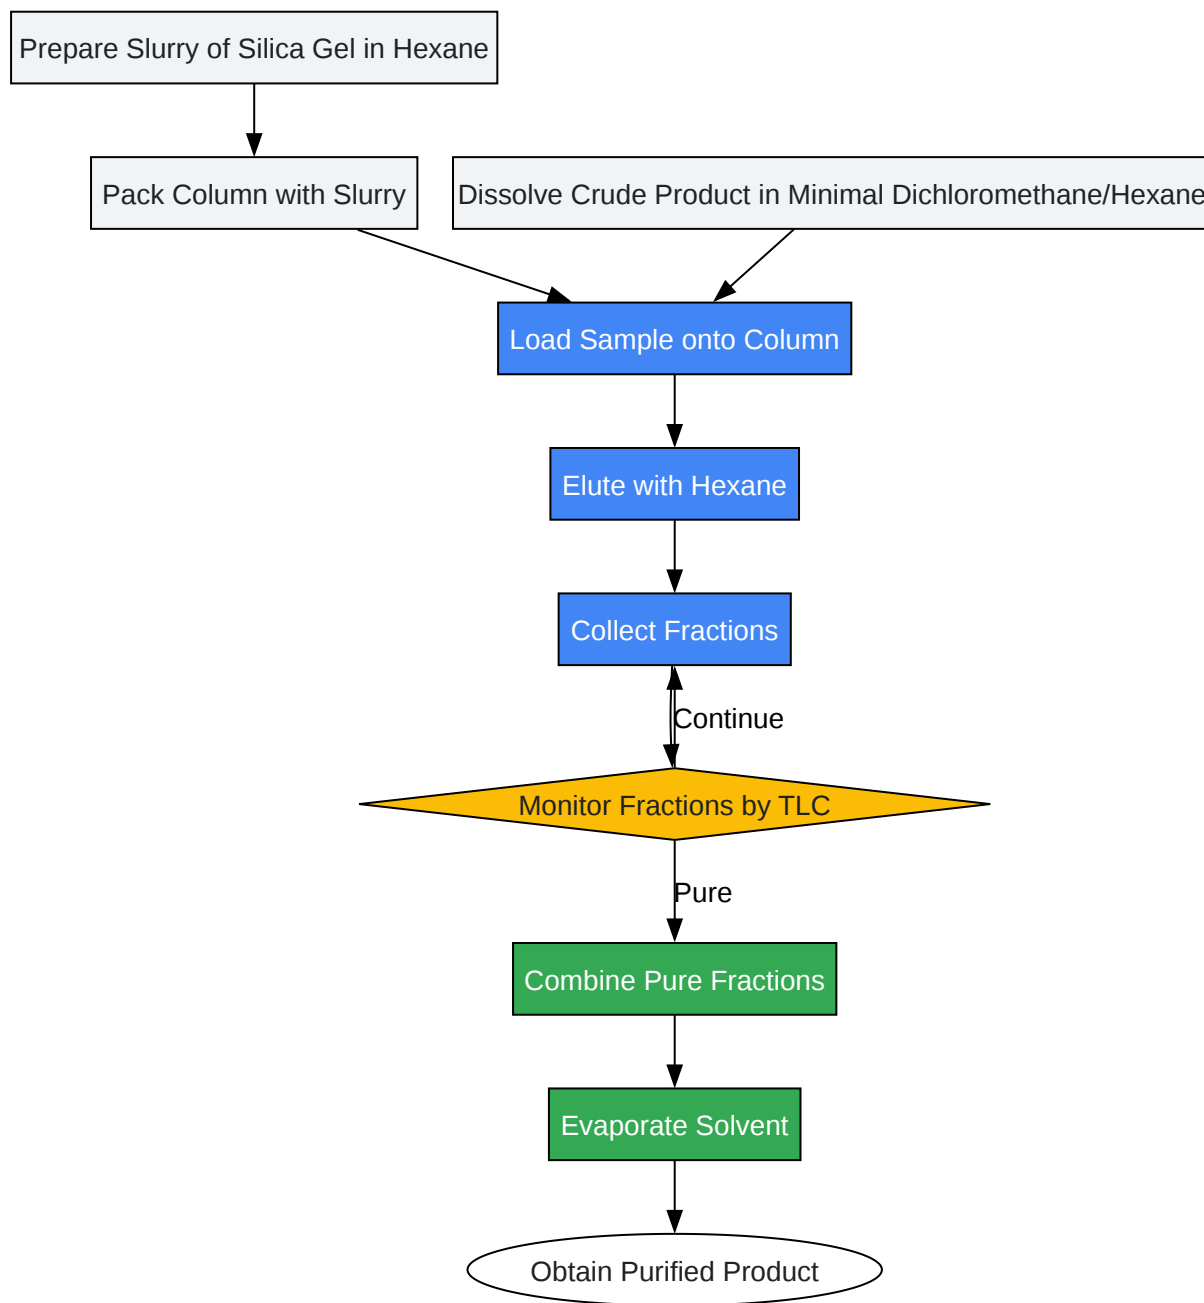 Prepare Slurry of Silica Gel in Hexane
Pack Column with Slurry
Dissolve Crude Product in Minimal Dichloromethane/Hexane
Load Sample onto Column
Elute with Hexane
Collect Fractions
Continue
Monitor Fractions by TLC
Pure
Combine Pure Fractions
Evaporate Solvent
Obtain Purified Product